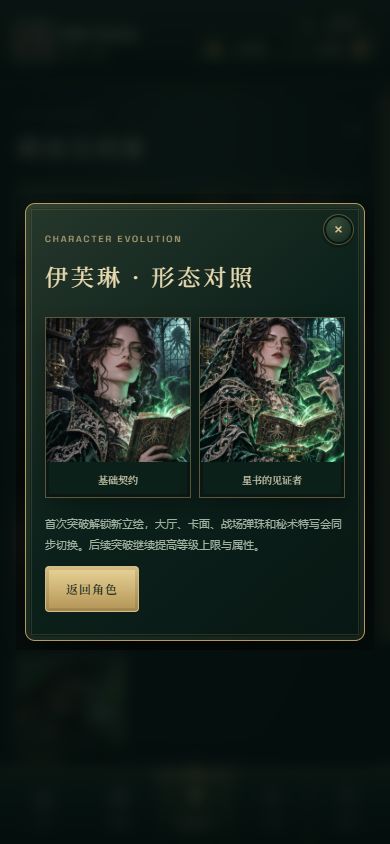 CHARACTER EVOLUTION
×
伊芙琳 · 形态对照
基础契约
星书的见证者
首次突破解锁新立绘，大厅、卡面、战场弹珠和秘术特写会同
步切换。后续突破继续提高等级上限与属性。
返回角色